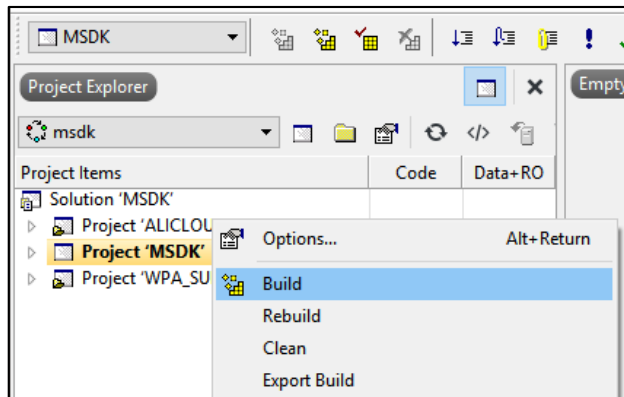 MSDK
Project Explorer
Empty
msdk
Project Items Code Data+RO
Solution 'MSDK'
Project 'ALICLOU
Project 'MSDK'
Project 'WPA_SU
Options... Alt+Return
Build
Rebuild
Clean
Export Build